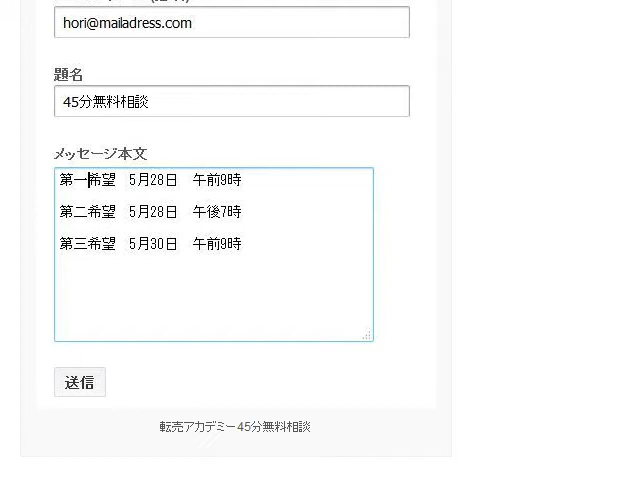 hori@mailadress.com
題名
45分無料相談
メッセージ本文
第一希望　5月28日　午前9時
第二希望　5月28日　午後7時
第三希望　5月30日　午前9時
送信
転売アカデミー45分無料相談